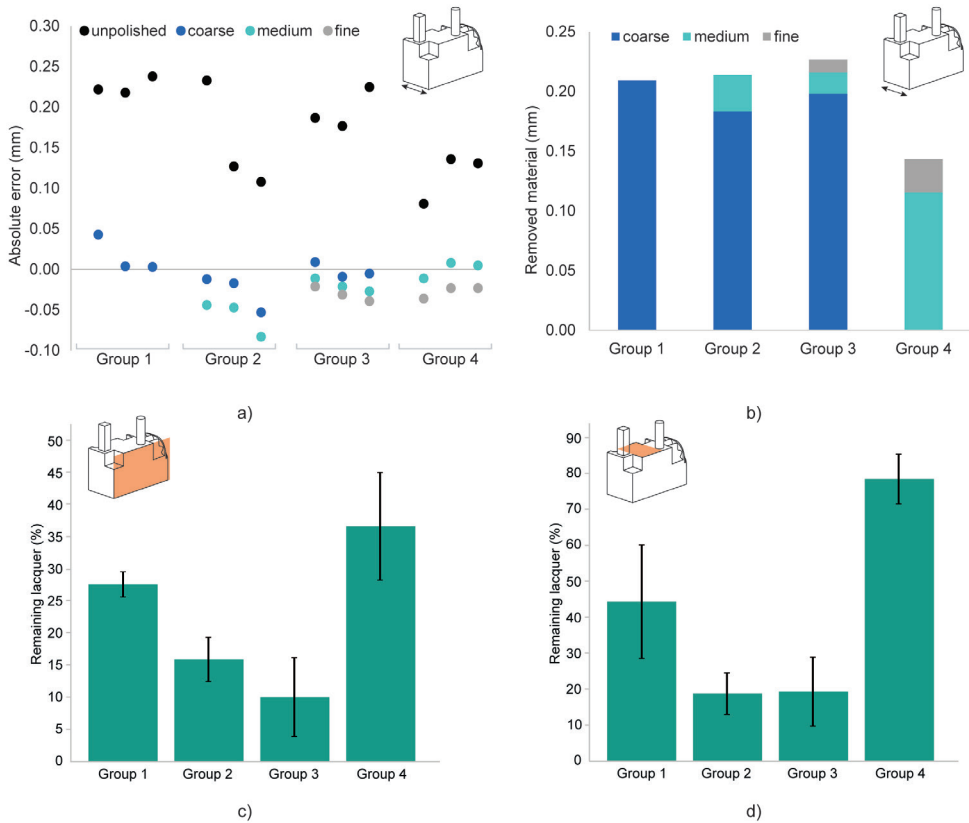 unpolished coarse medium fine
Absolute error (mm)
0.30
0.25
0.20
0.15
0.10
0.05
0.00
-0.05
-0.10
Group 1 Group 2 Group 3 Group 4
a)
coarse medium fine
Removed material (mm)
0.25
0.20
0.15
0.10
0.05
0.00
Group 1 Group 2 Group 3 Group 4
b)
Remaining lacquer (%)
50
45
40
35
30
25
20
15
10
5
0
Group 1 Group 2 Group 3 Group 4
c)
Remaining lacquer (%)
90
80
70
60
50
40
30
20
10
0
Group 1 Group 2 Group 3 Group 4
d)